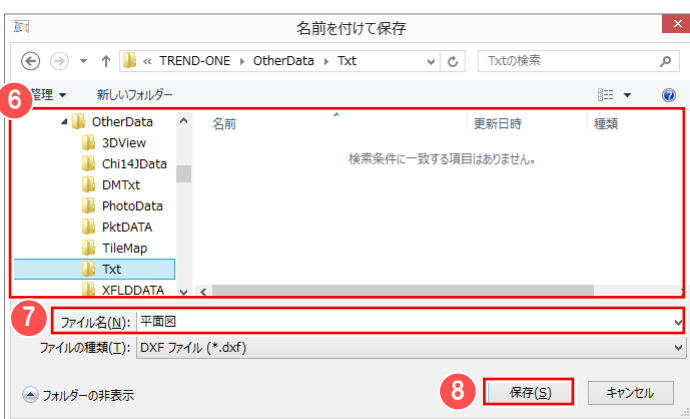 名前を付けて保存
« TREND-ONE OtherData Txt Txtの検索
6
管理 新しいフォルダー
OtherData 名前 更新日時 種類
3DView
検索条件に一致する項目はありません。
Chi14JData
DMTxt
PhotoData
PktDATA
TileMap
Txt
XFLDDATA
7
ファイル名(N): 平面図
ファイルの種類(T): DXF ファイル (*.dxf)
フォルダーの非表示 8 保存(S) キャンセル